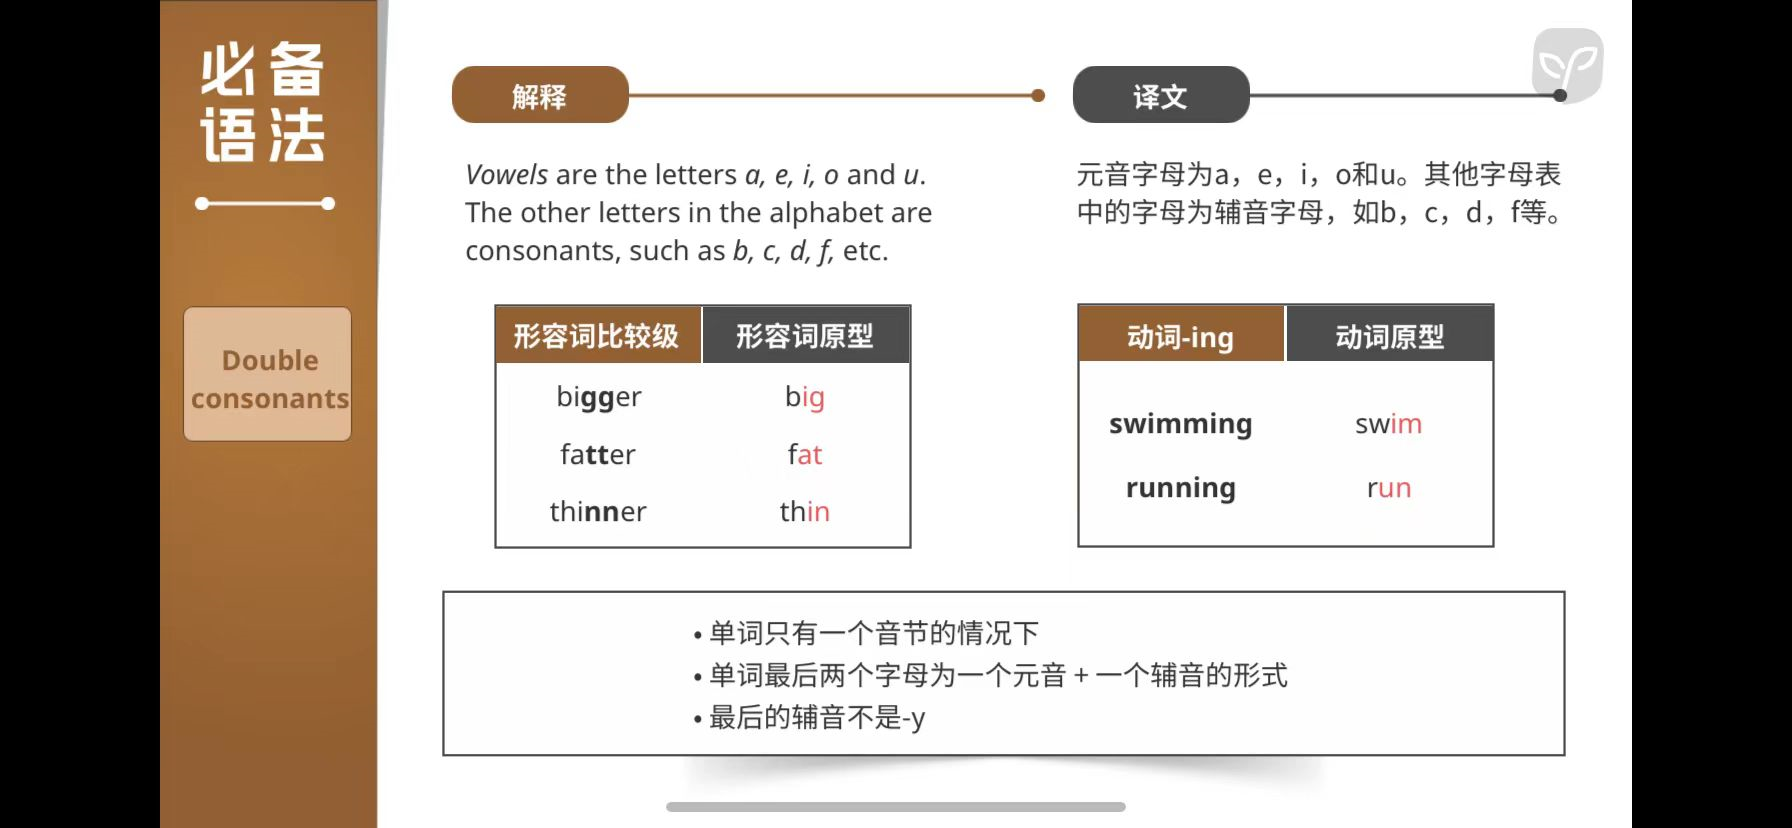 必备
语法
Double
consonants
解释
Vowels are the letters a, e, i, o and u.
The other letters in the alphabet are
consonants, such as b, c, d, f, etc.
译文
元音字母为a，e，i，o和u。其他字母表
中的字母为辅音字母，如b，c，d，f等。
形容词比较级 形容词原型
bigger big
fatter fat
thinner thin
动词-ing 动词原型
swimming swim
running run
• 单词只有一个音节的情况下
• 单词最后两个字母为一个元音 + 一个辅音的形式
• 最后的辅音不是-y